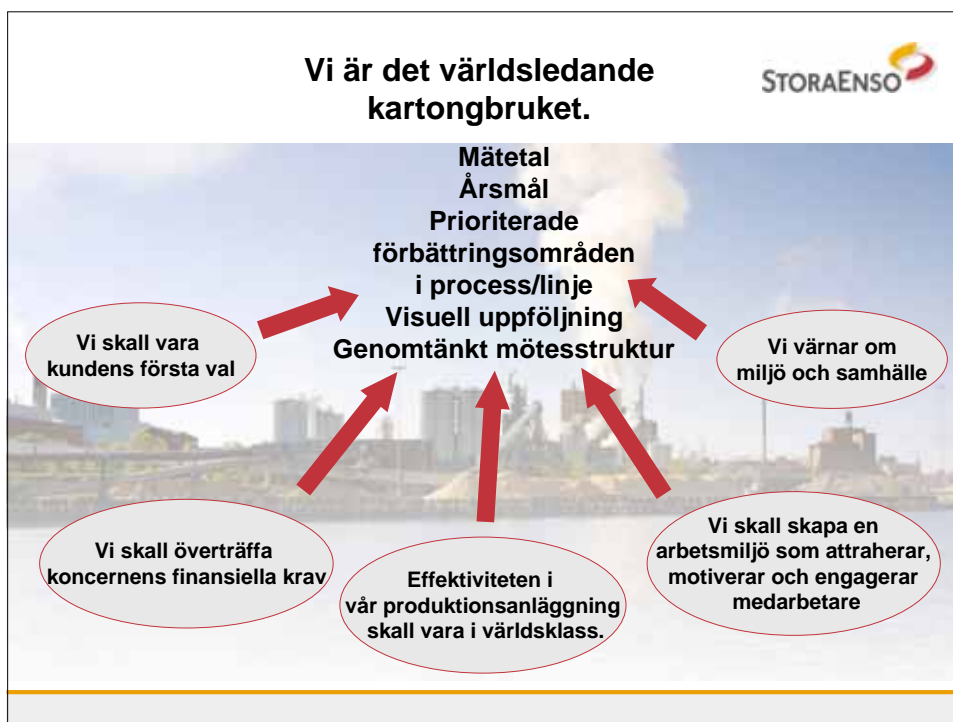 Vi är det världsledande
kartongbruket.
STORAENSO
Mätetal
Årsmål
Prioriterade
förbättringsområden
i process/linje
Visuell uppföljning
Genomtänkt mötesstruktur
Vi skall vara
kundens första val
Vi värnar om
miljö och samhälle
Vi skall överträffa
koncernens finansiella krav
Effektiviteten i
vår produktionsanläggning
skall vara i världsklass.
Vi skall skapa en
arbetsmiljö som attraherar,
motiverar och engagerar
medarbetare